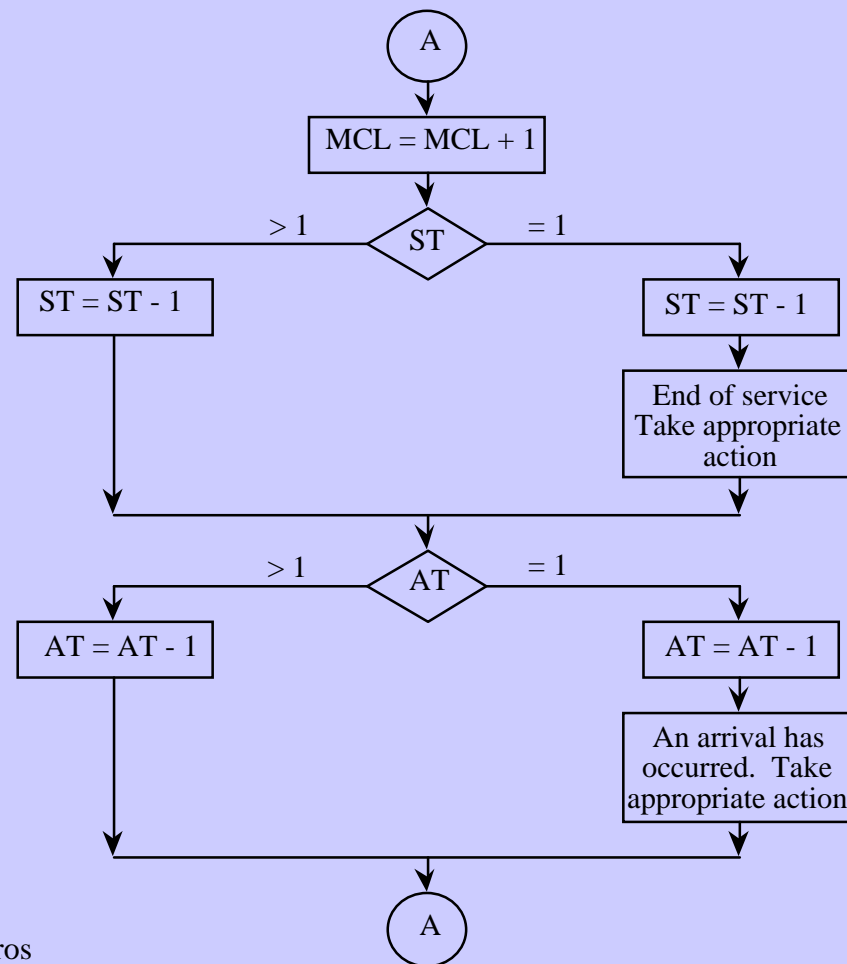 A
MCL = MCL + 1
> 1
ST
= 1
ST = ST - 1
ST = ST - 1
End of service
Take appropriate
action
> 1
AT
= 1
AT = AT - 1
AT = AT - 1
An arrival has
occurred. Take
appropriate action
A
ros